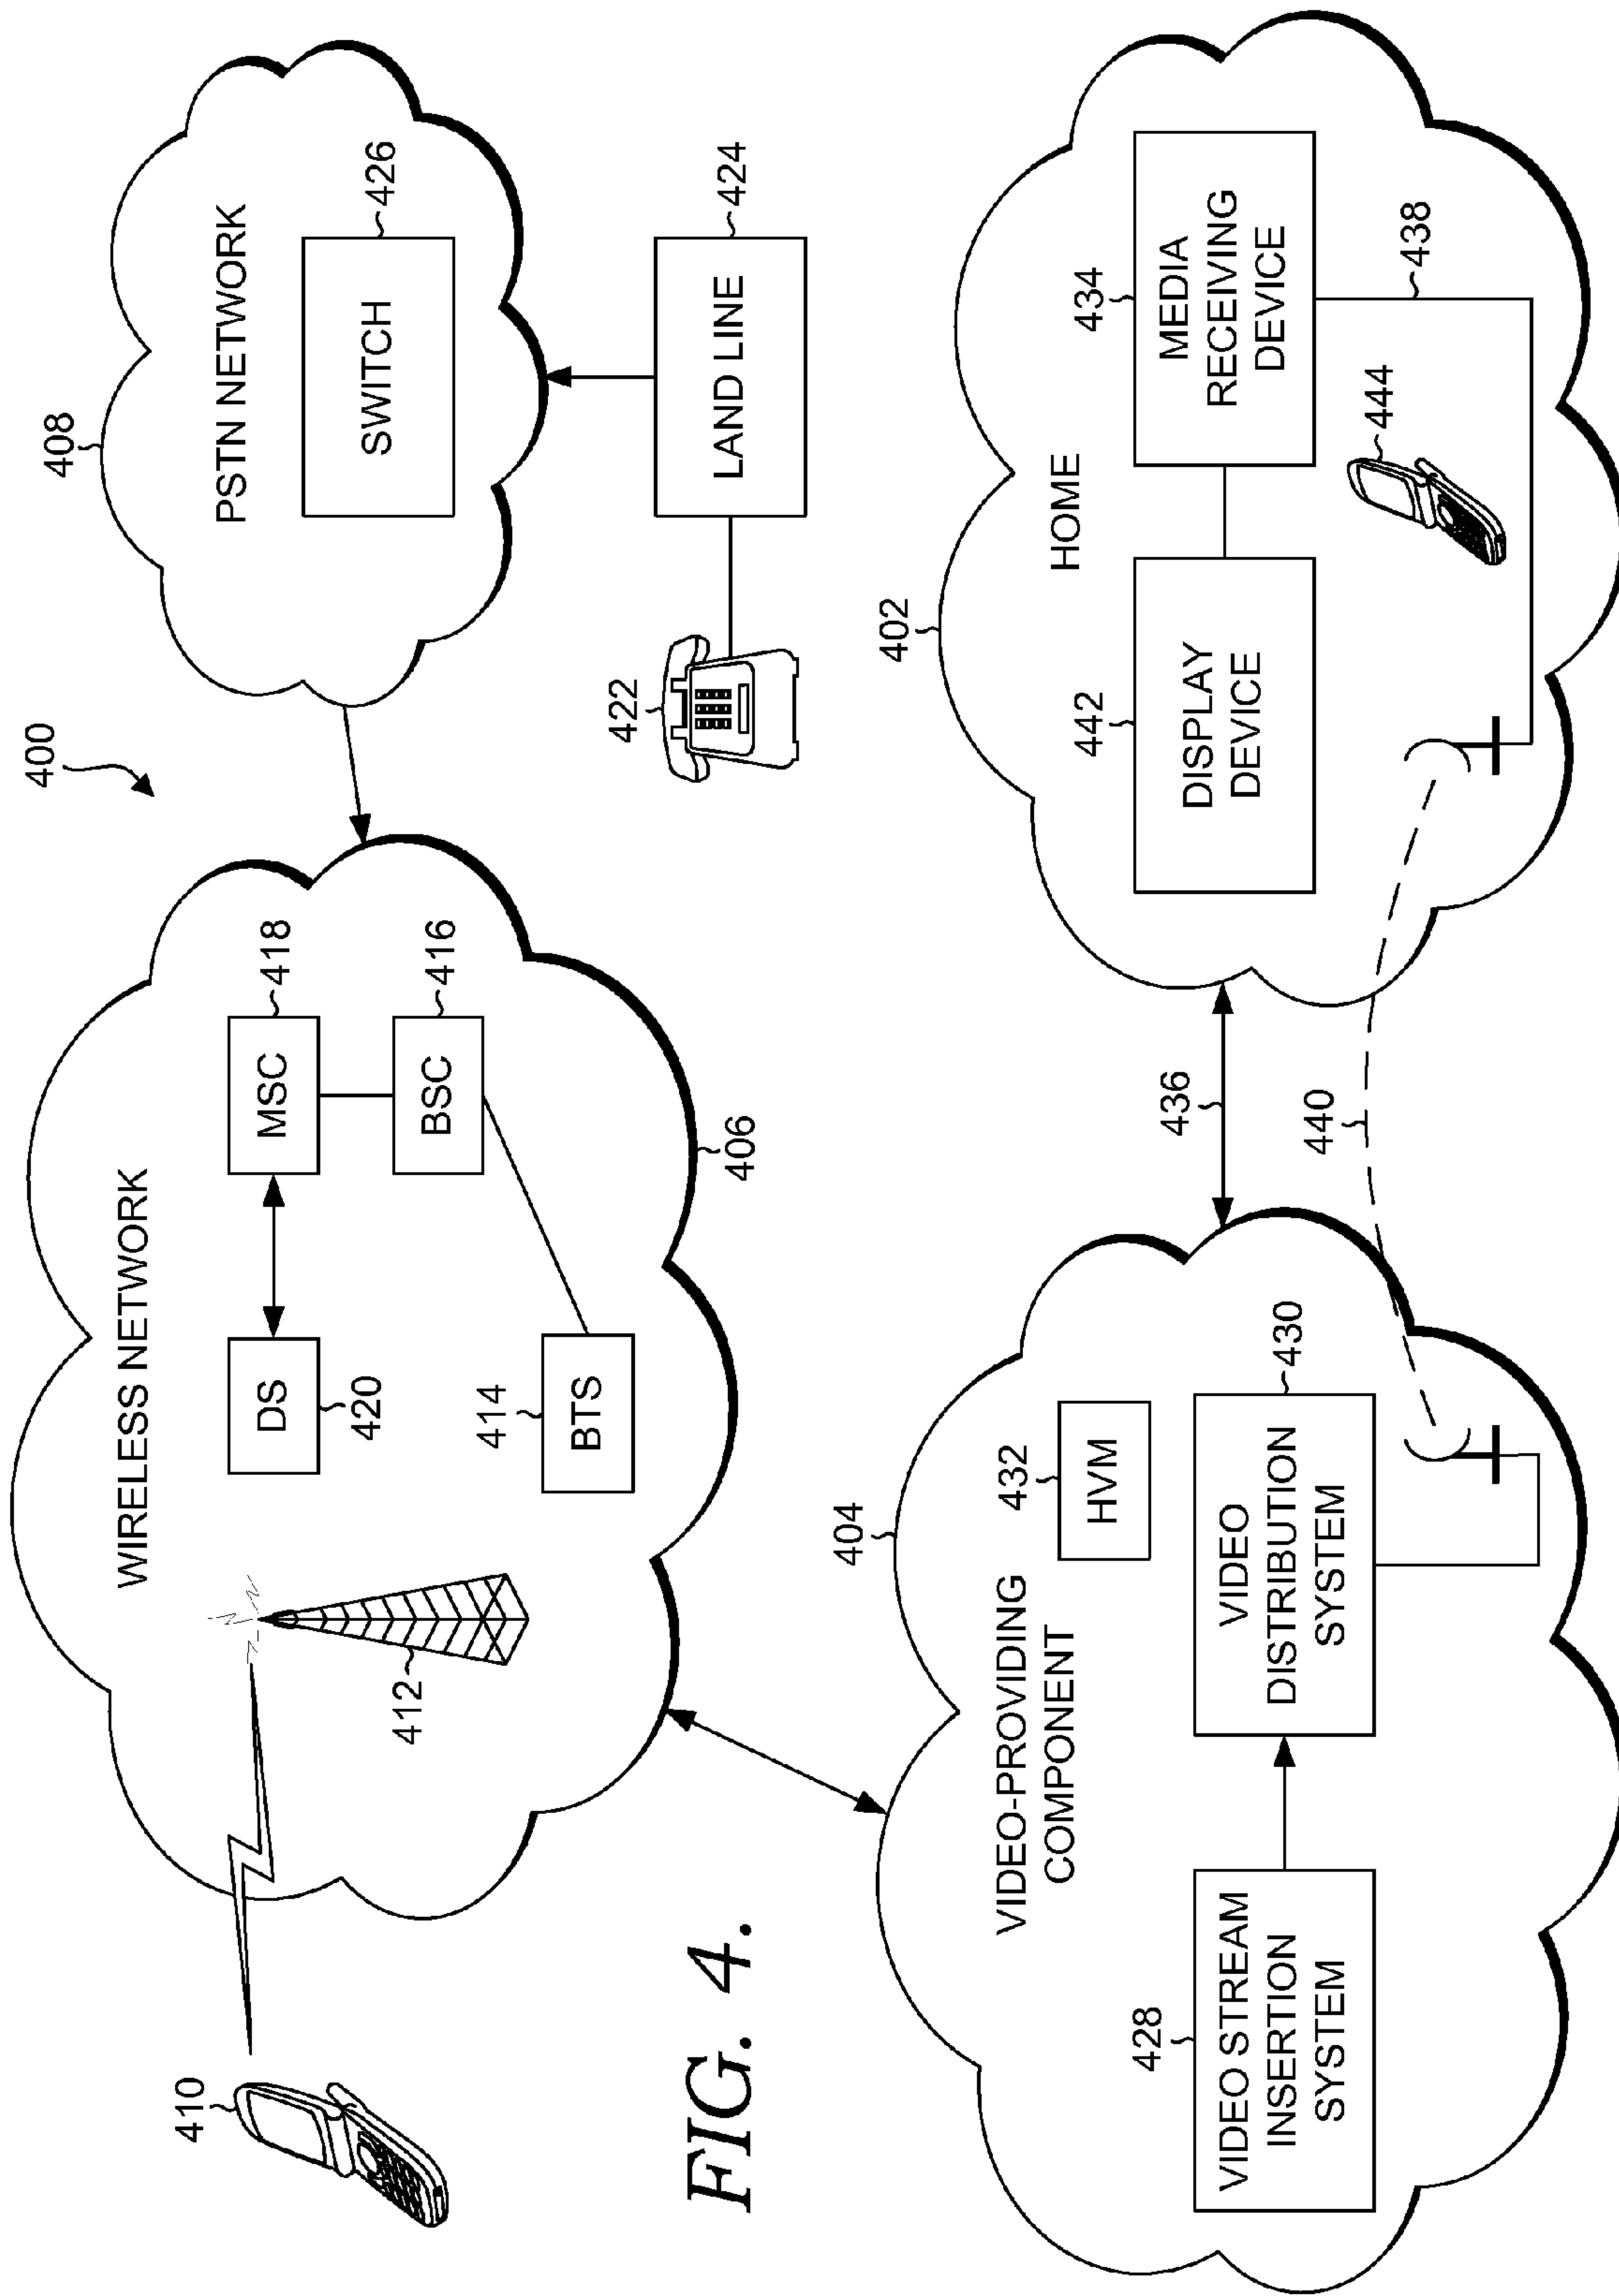 400
WIRELESS NETWORK
410
412
DS
420
MSC
418
414
BTS
BSC
416
406
408
PSTN NETWORK
SWITCH
426
422
LAND LINE
424
FIG. 4.
404
VIDEO-PROVIDING
COMPONENT
432
HVM
428
VIDEO STREAM
INSERTION
SYSTEM
VIDEO
DISTRIBUTION
SYSTEM
430
436
440
402
HOME
442
DISPLAY
DEVICE
434
MEDIA
RECEIVING
DEVICE
444
438